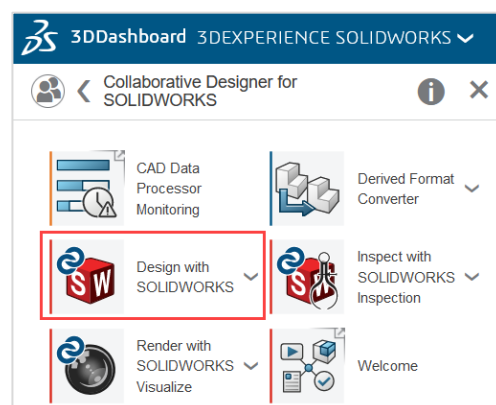 3DDashboard 3DEXPERIENCE SOLIDWORKS
Collaborative Designer for
SOLIDWORKS
CAD Data
Processor
Monitoring
Derived Format
Converter
Design with
SOLIDWORKS
Inspect with
SOLIDWORKS
Inspection
Render with
SOLIDWORKS
Visualize
Welcome